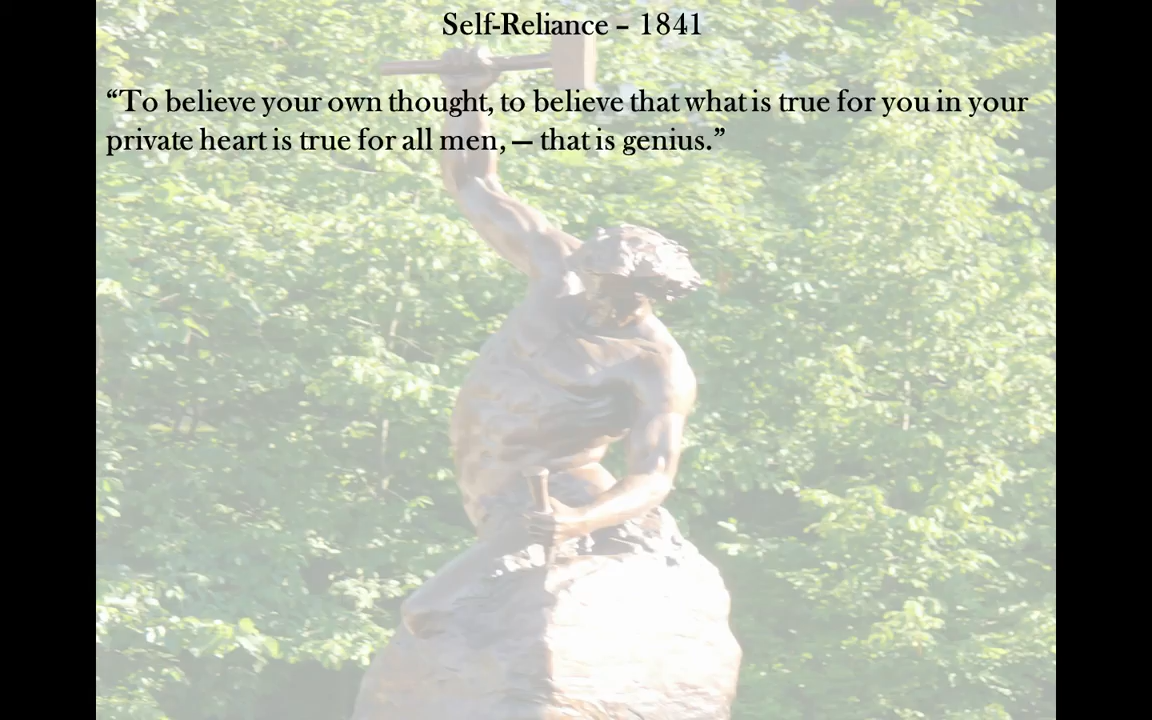 Self-Reliance – 1841
“To believe your own thought, to believe that what is true for you in your
private heart is true for all men, — that is genius.”